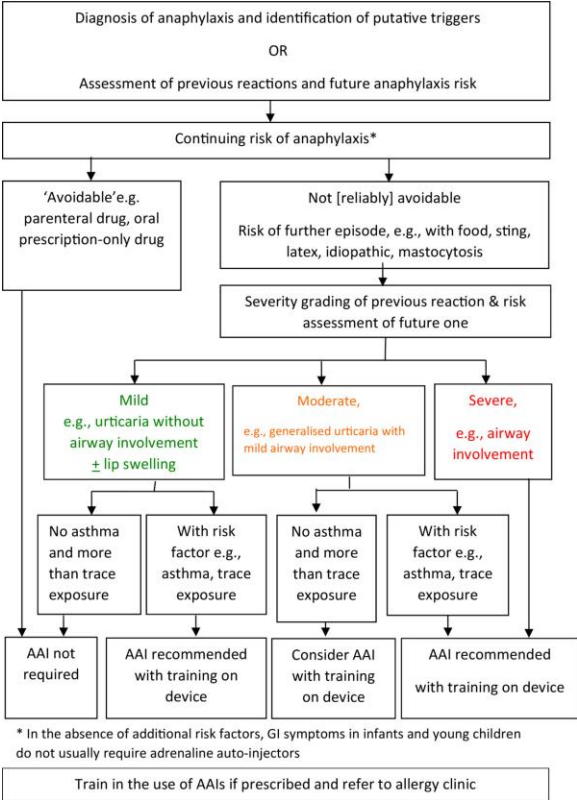 Diagnosis of anaphylaxis and identification of putative triggers
OR
Assessment of previous reactions and future anaphylaxis risk
Continuing risk of anaphylaxis*
‘Avoidable’e.g.
parenteral drug, oral
prescription-only drug
Not [reliably] avoidable
Risk of further episode, e.g., with food, sting,
latex, idiopathic, mastocytosis
Severity grading of previous reaction & risk
assessment of future one
Mild
e.g., urticaria without
airway involvement
± lip swelling
Moderate,
e.g., generalised urticaria with
mild airway involvement
Severe,
e.g., airway
involvement
No asthma
and more
than trace
exposure
With risk
factor e.g.,
asthma, trace
exposure
No asthma
and more
than trace
exposure
With risk
factor e.g.,
asthma, trace
exposure
AAI not
required
AAI recommended
with training on
device
Consider AAI
with training
on device
AAI recommended
with training on device
* In the absence of additional risk factors, GI symptoms in infants and young children
do not usually require adrenaline auto-injectors
Train in the use of AAIs if prescribed and refer to allergy clinic